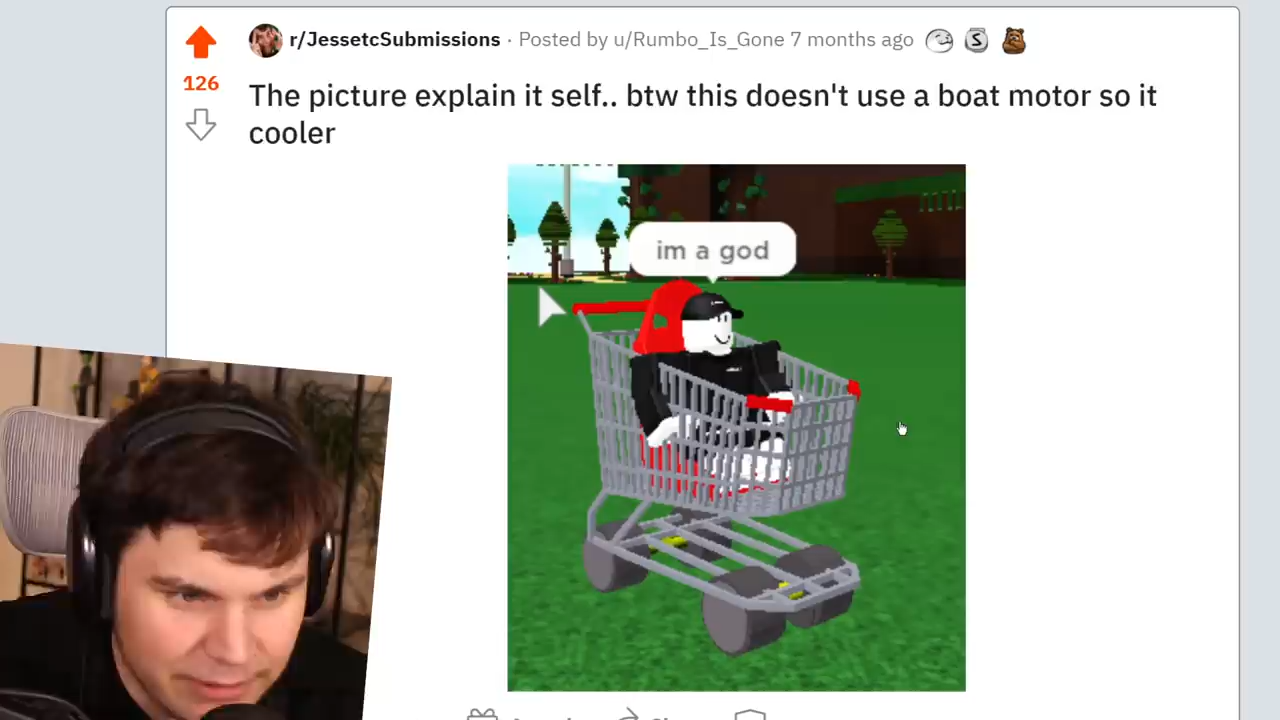 r/JessetcSubmissions · Posted by u/Rumbo_Is_Gone 7 months ago
126
The picture explain it self.. btw this doesn't use a boat motor so it
cooler
im a god